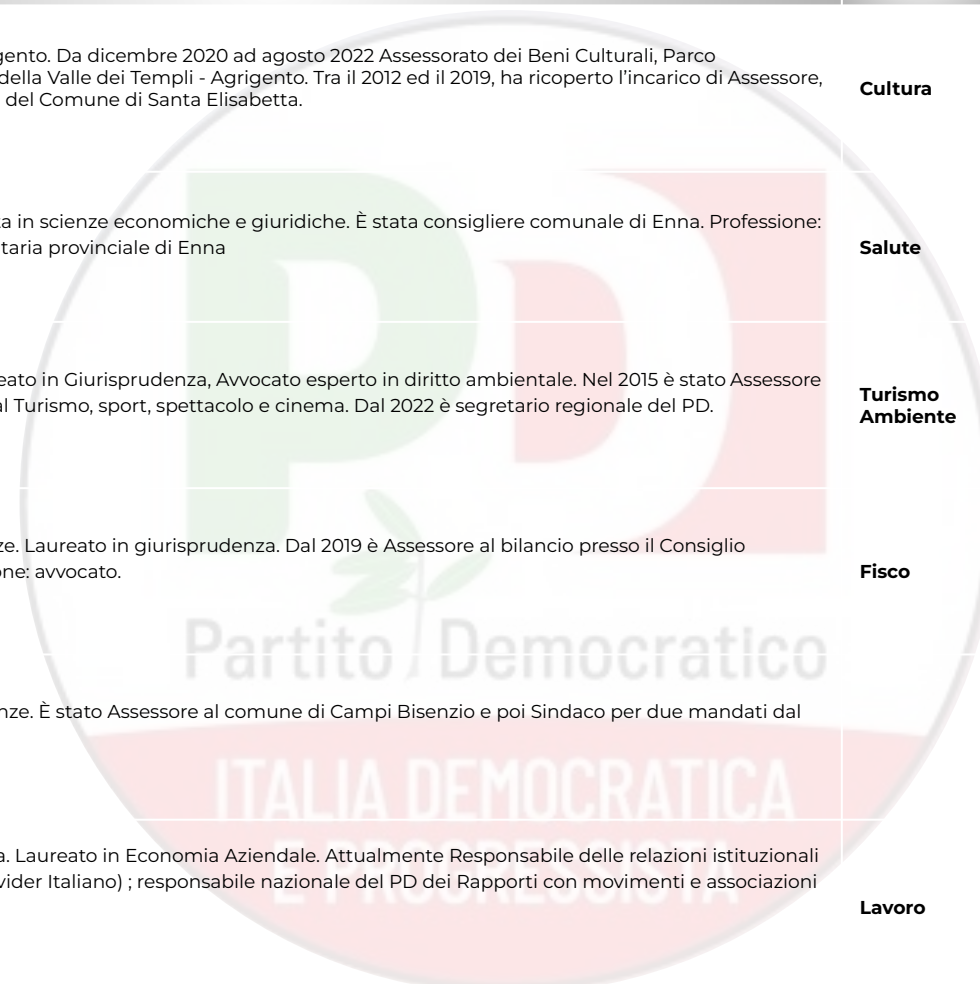 gento. Da dicembre 2020 ad agosto 2022 Assessorato dei Beni Culturali, Parco
della Valle dei Templi - Agrigento. Tra il 2012 ed il 2019, ha ricoperto l'incarico di Assessore,
del Comune di Santa Elisabetta.
Cultura
ta in scienze economiche e giuridiche. È stata consigliere comunale di Enna. Professione:
taria provinciale di Enna
Salute
eato in Giurisprudenza, Avvocato esperto in diritto ambientale. Nel 2015 è stato Assessore
al Turismo, sport, spettacolo e cinema. Dal 2022 è segretario regionale del PD.
Turismo
Ambiente
ze. Laureato in giurisprudenza. Dal 2019 è Assessore al bilancio presso il Consiglio
one: avvocato.
Fisco
nze. È stato Assessore al comune di Campi Bisenzio e poi Sindaco per due mandati dal
a. Laureato in Economia Aziendale. Attualmente Responsabile delle relazioni istituzionali
vider Italiano) ; responsabile nazionale del PD dei Rapporti con movimenti e associazioni
Lavoro
PD
Partito Democratico
ITALIA DEMOCRATICA
E PROGRESSISTA